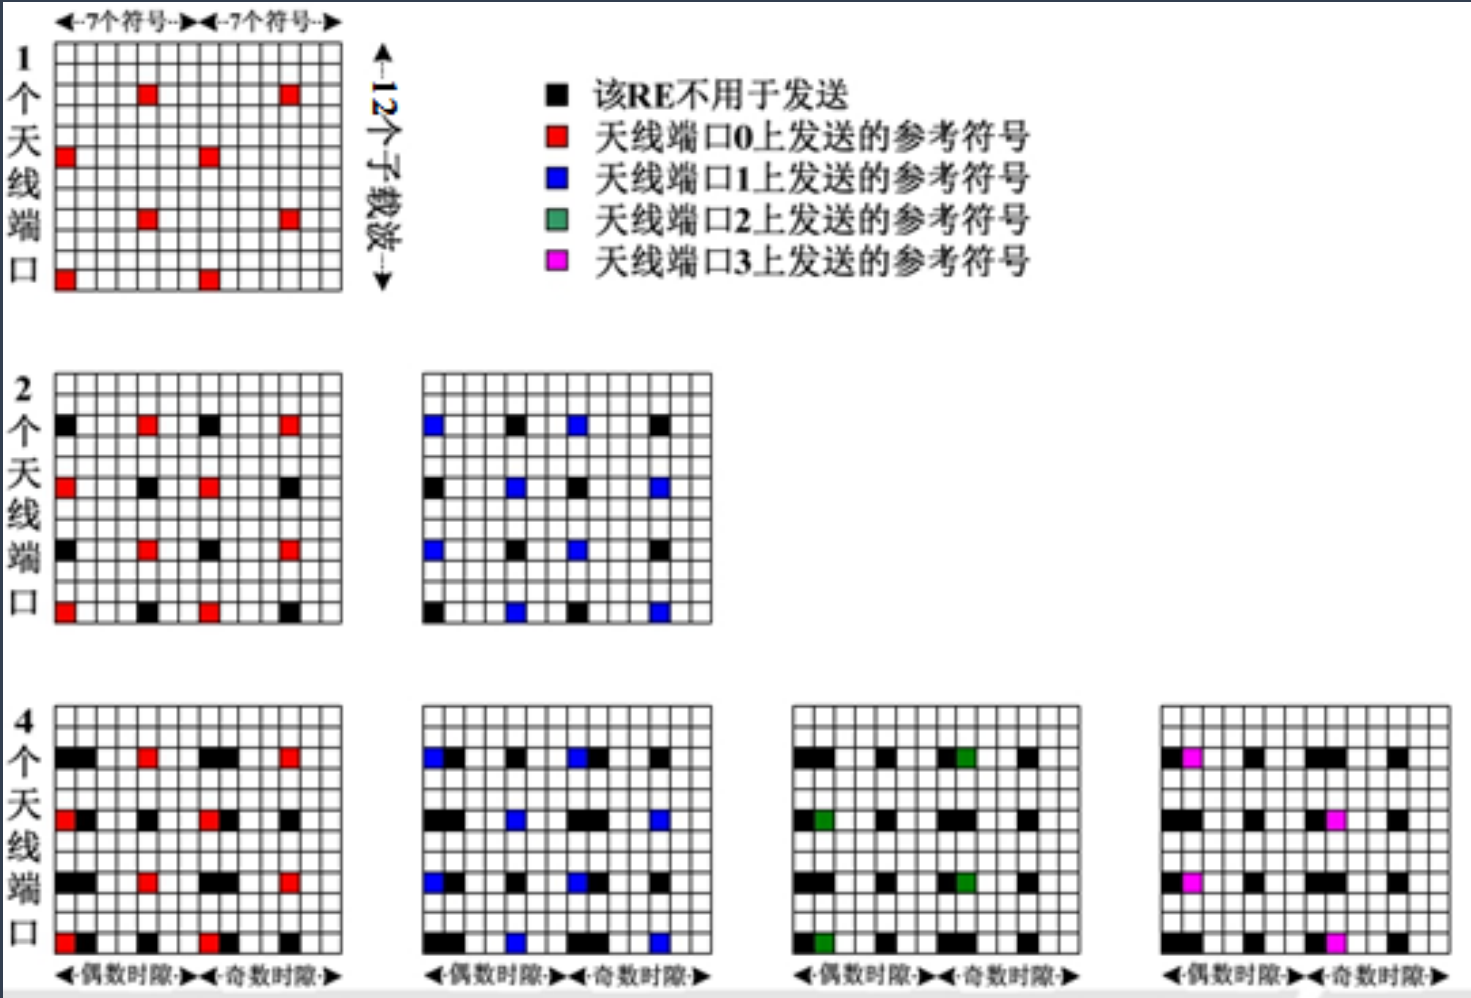 7个符号 7个符号
1个天线端口
12个子载波
该RE不用于发送
天线端口0上发送的参考符号
天线端口1上发送的参考符号
天线端口2上发送的参考符号
天线端口3上发送的参考符号
2个天线端口
4个天线端口
偶数时隙 奇数时隙 偶数时隙 奇数时隙 偶数时隙 奇数时隙 偶数时隙 奇数时隙